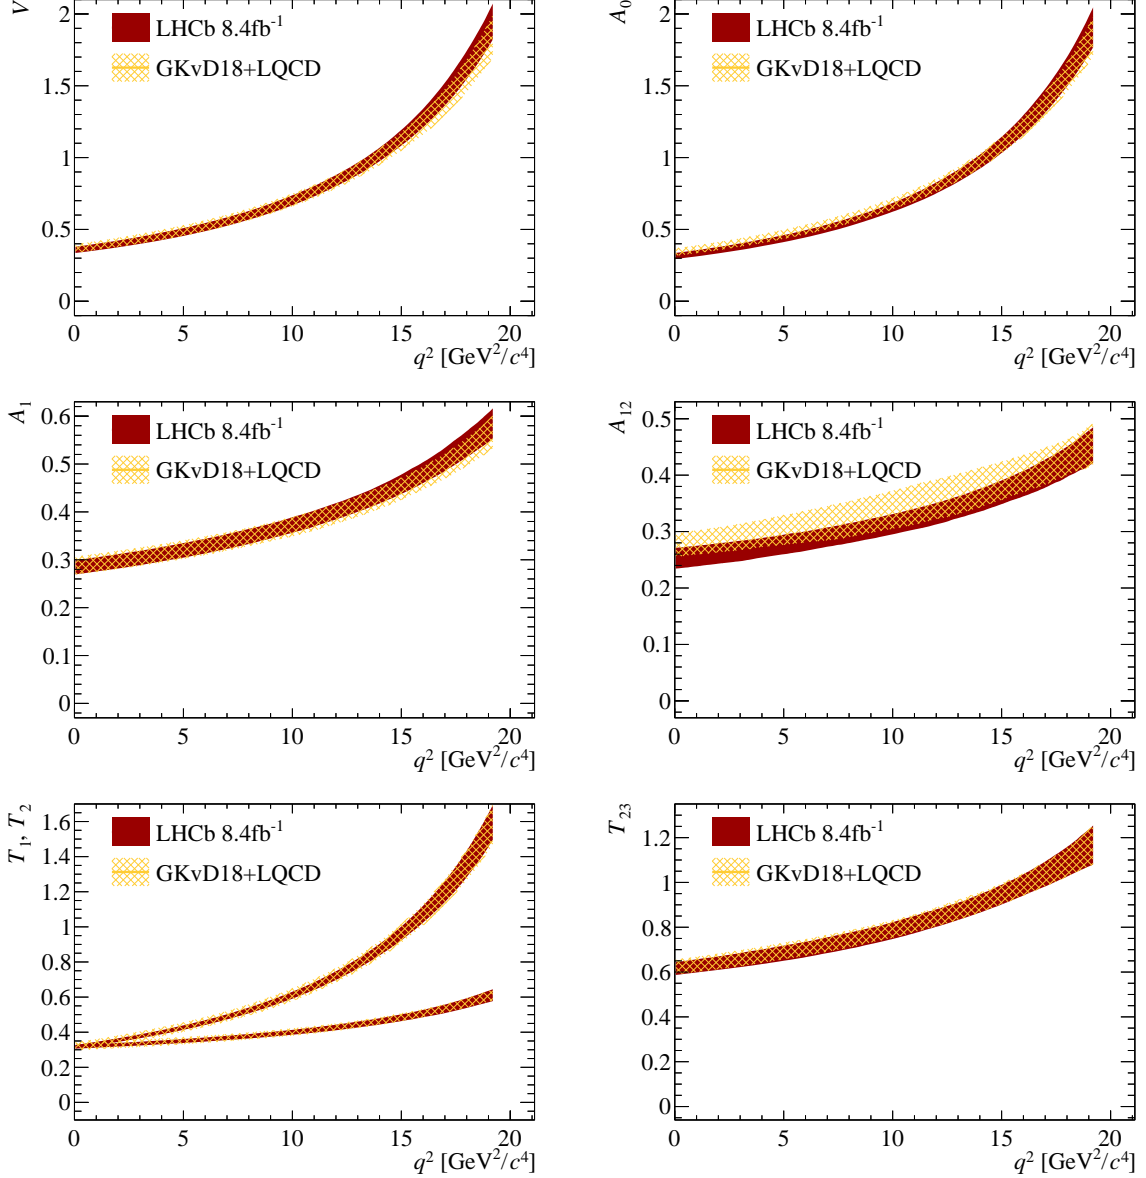 V
2
1.5
1
0.5
0
LHCb 8.4fb⁻¹
GKvD18+LQCD
0 5 10 15 20
q² [GeV²/c⁴]
A₀
2
1.5
1
0.5
0
LHCb 8.4fb⁻¹
GKvD18+LQCD
0 5 10 15 20
q² [GeV²/c⁴]
A₁
0.6
0.5
0.4
0.3
0.2
0.1
0
LHCb 8.4fb⁻¹
GKvD18+LQCD
0 5 10 15 20
q² [GeV²/c⁴]
A₁₂
0.5
0.4
0.3
0.2
0.1
0
LHCb 8.4fb⁻¹
GKvD18+LQCD
0 5 10 15 20
q² [GeV²/c⁴]
T₁, T₂
1.6
1.4
1.2
1
0.8
0.6
0.4
0.2
0
LHCb 8.4fb⁻¹
GKvD18+LQCD
0 5 10 15 20
q² [GeV²/c⁴]
T₂₃
1.2
1
0.8
0.6
0.4
0.2
0
LHCb 8.4fb⁻¹
GKvD18+LQCD
0 5 10 15 20
q² [GeV²/c⁴]